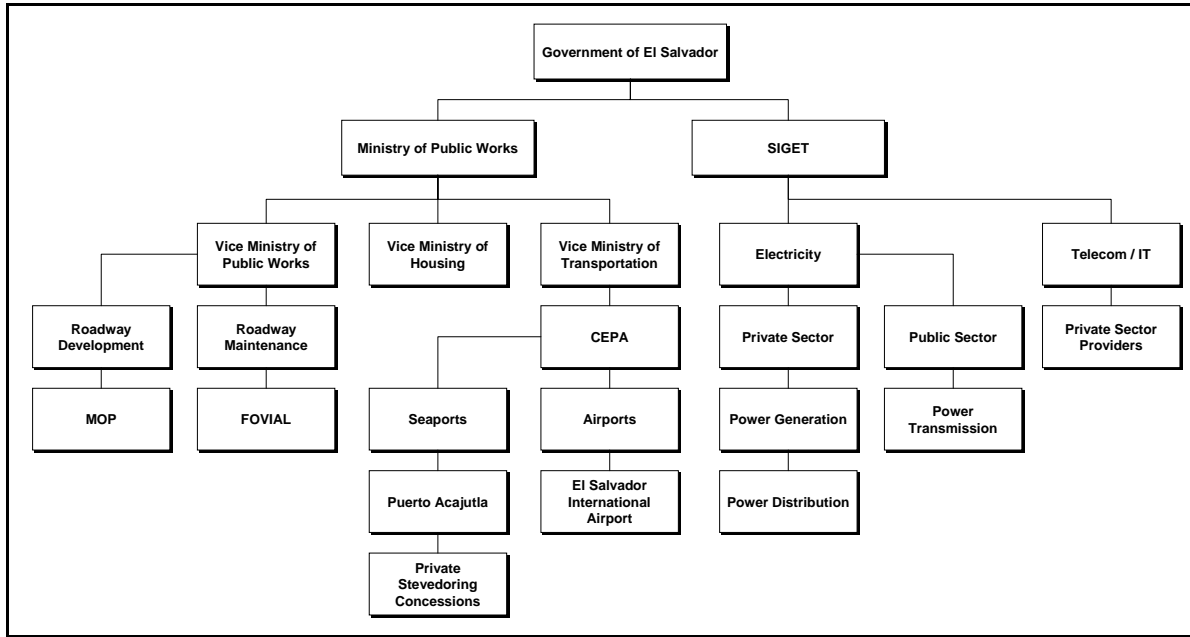 Government of El Salvador
Ministry of Public Works
SIGET
Vice Ministry of
Public Works
Vice Ministry of
Housing
Vice Ministry of
Transportation
Electricity
Telecom / IT
Roadway
Development
Roadway
Maintenance
CEPA
Private Sector
Public Sector
Private Sector
Providers
MOP
FOVIAL
Seaports
Airports
Power Generation
Power
Transmission
Puerto Acajutla
El Salvador
International
Airport
Power Distribution
Private
Stevedoring
Concessions